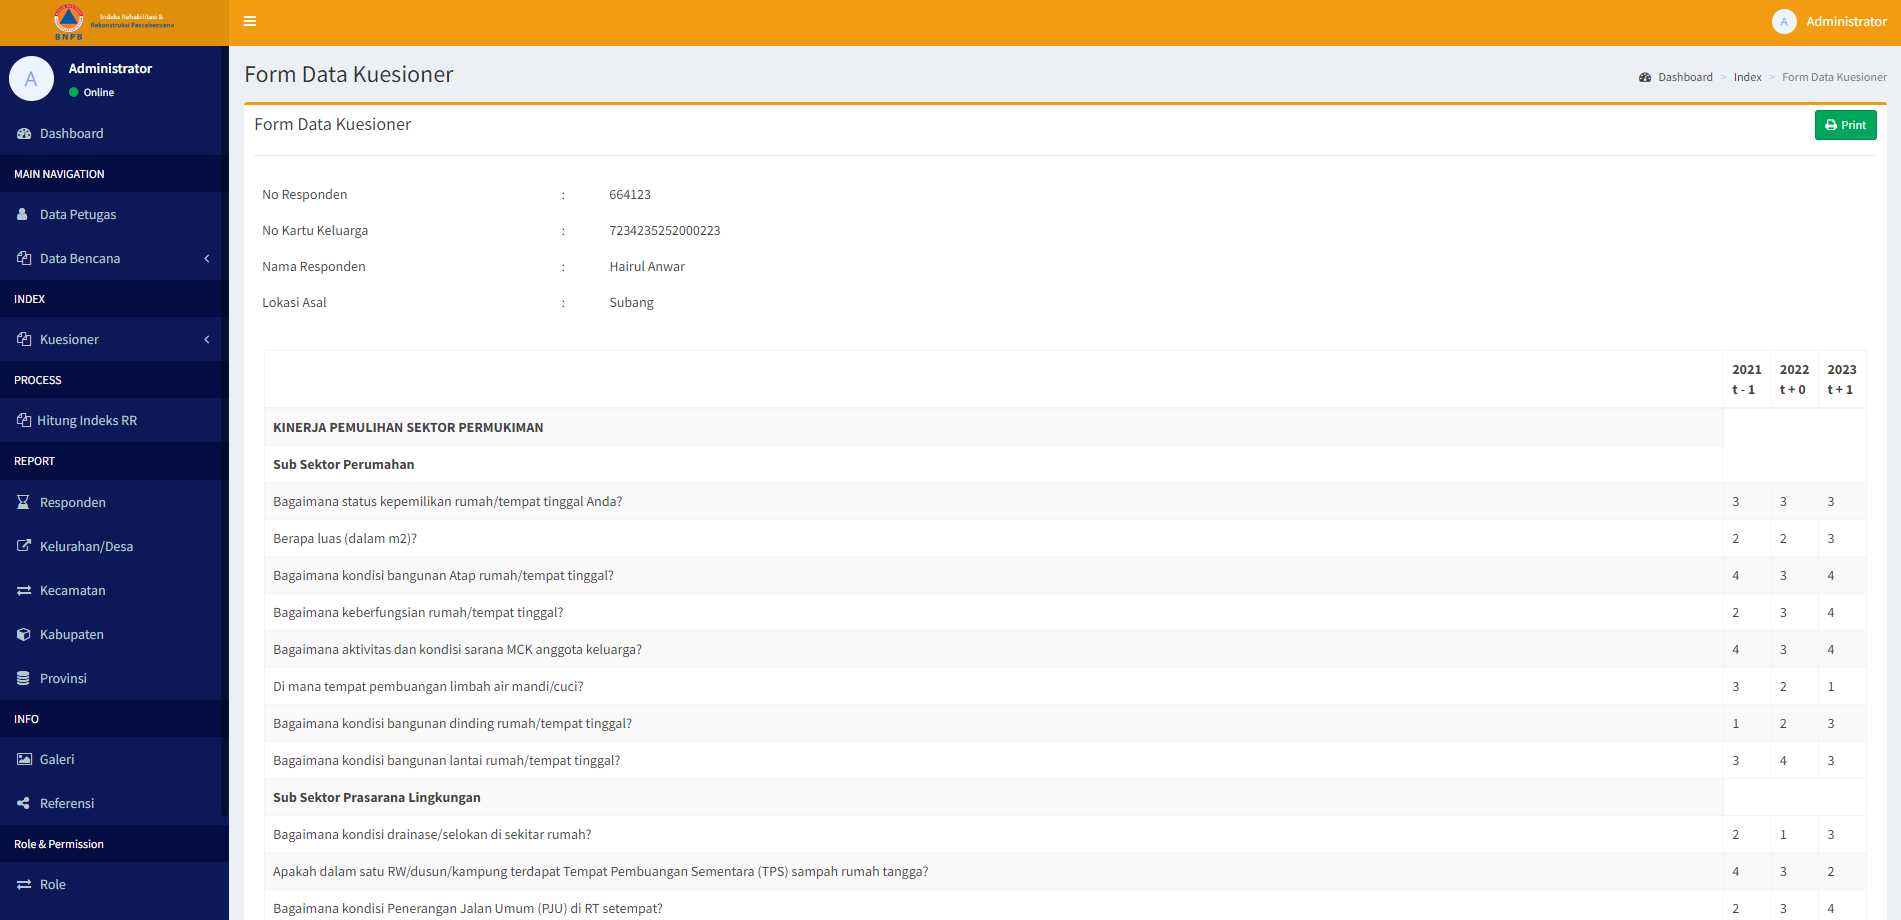 Indeks Rehabilitasi &
Rekonstruksi Pascabencana
BNPB
A Administrator
A
Administrator
Online
Dashboard
MAIN NAVIGATION
Data Petugas
Data Bencana
INDEX
Kuesioner
PROCESS
Hitung Indeks RR
REPORT
Responden
Kelurahan/Desa
Kecamatan
Kabupaten
Provinsi
INFO
Galeri
Referensi
Role & Permission
Role
Form Data Kuesioner
Dashboard > Index > Form Data Kuesioner
Form Data Kuesioner
Print
No Responden : 664123
No Kartu Keluarga : 7234235252000223
Nama Responden : Hairul Anwar
Lokasi Asal : Subang
2021 2022 2023
t - 1 t + 0 t + 1
KINERJA PEMULIHAN SEKTOR PERMUKIMAN
Sub Sektor Perumahan
Bagaimana status kepemilikan rumah/tempat tinggal Anda? 3 3 3
Berapa luas (dalam m2)? 2 2 3
Bagaimana kondisi bangunan Atap rumah/tempat tinggal? 4 3 4
Bagaimana keberfungsian rumah/tempat tinggal? 2 3 4
Bagaimana aktivitas dan kondisi sarana MCK anggota keluarga? 4 3 4
Di mana tempat pembuangan limbah air mandi/cuci? 3 2 1
Bagaimana kondisi bangunan dinding rumah/tempat tinggal? 1 2 3
Bagaimana kondisi bangunan lantai rumah/tempat tinggal? 3 4 3
Sub Sektor Prasarana Lingkungan
Bagaimana kondisi drainase/selokan di sekitar rumah? 2 1 3
Apakah dalam satu RW/dusun/kampung terdapat Tempat Pembuangan Sementara (TPS) sampah rumah tangga? 4 3 2
Bagaimana kondisi Penerangan Jalan Umum (PJU) di RT setempat? 2 3 4